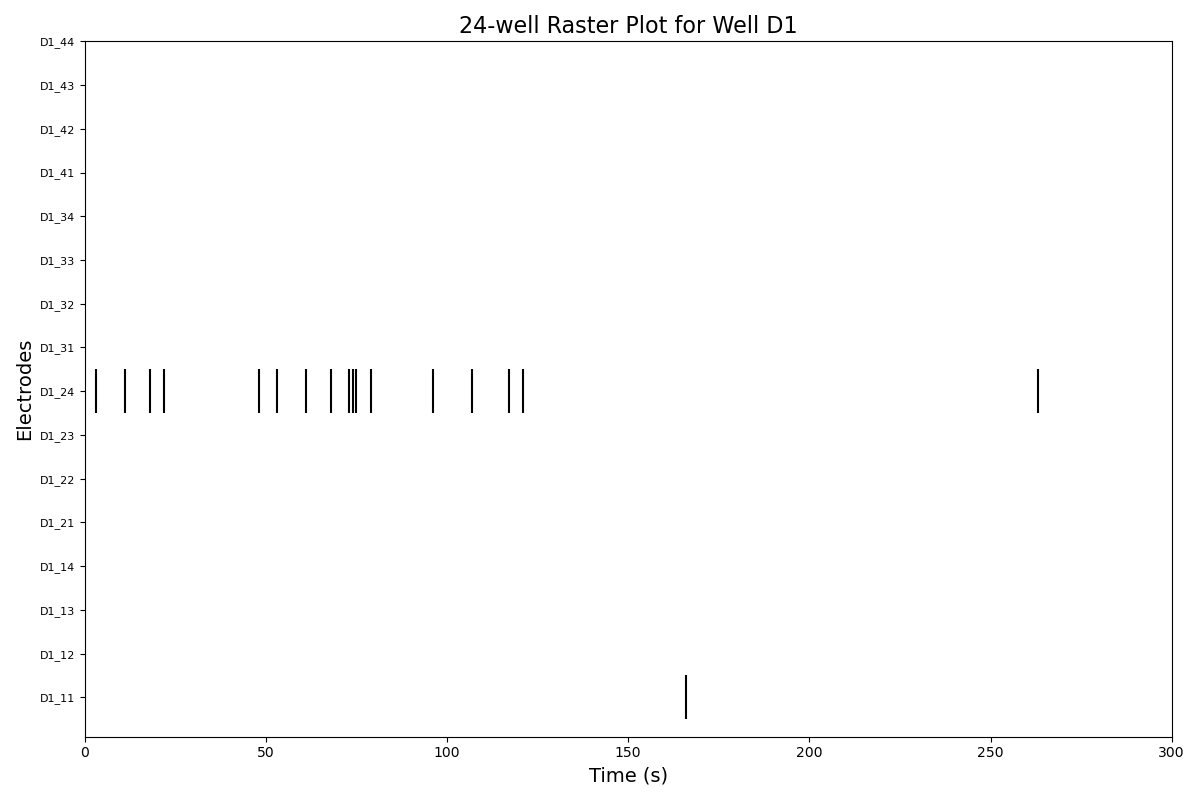 24-well Raster Plot for Well D1
D1_44
D1_43
D1_42
D1_41
D1_34
D1_33
D1_32
D1_31
D1_24
D1_23
D1_22
D1_21
D1_14
D1_13
D1_12
D1_11
Electrodes
0 50 100 150 200 250 300
Time (s)